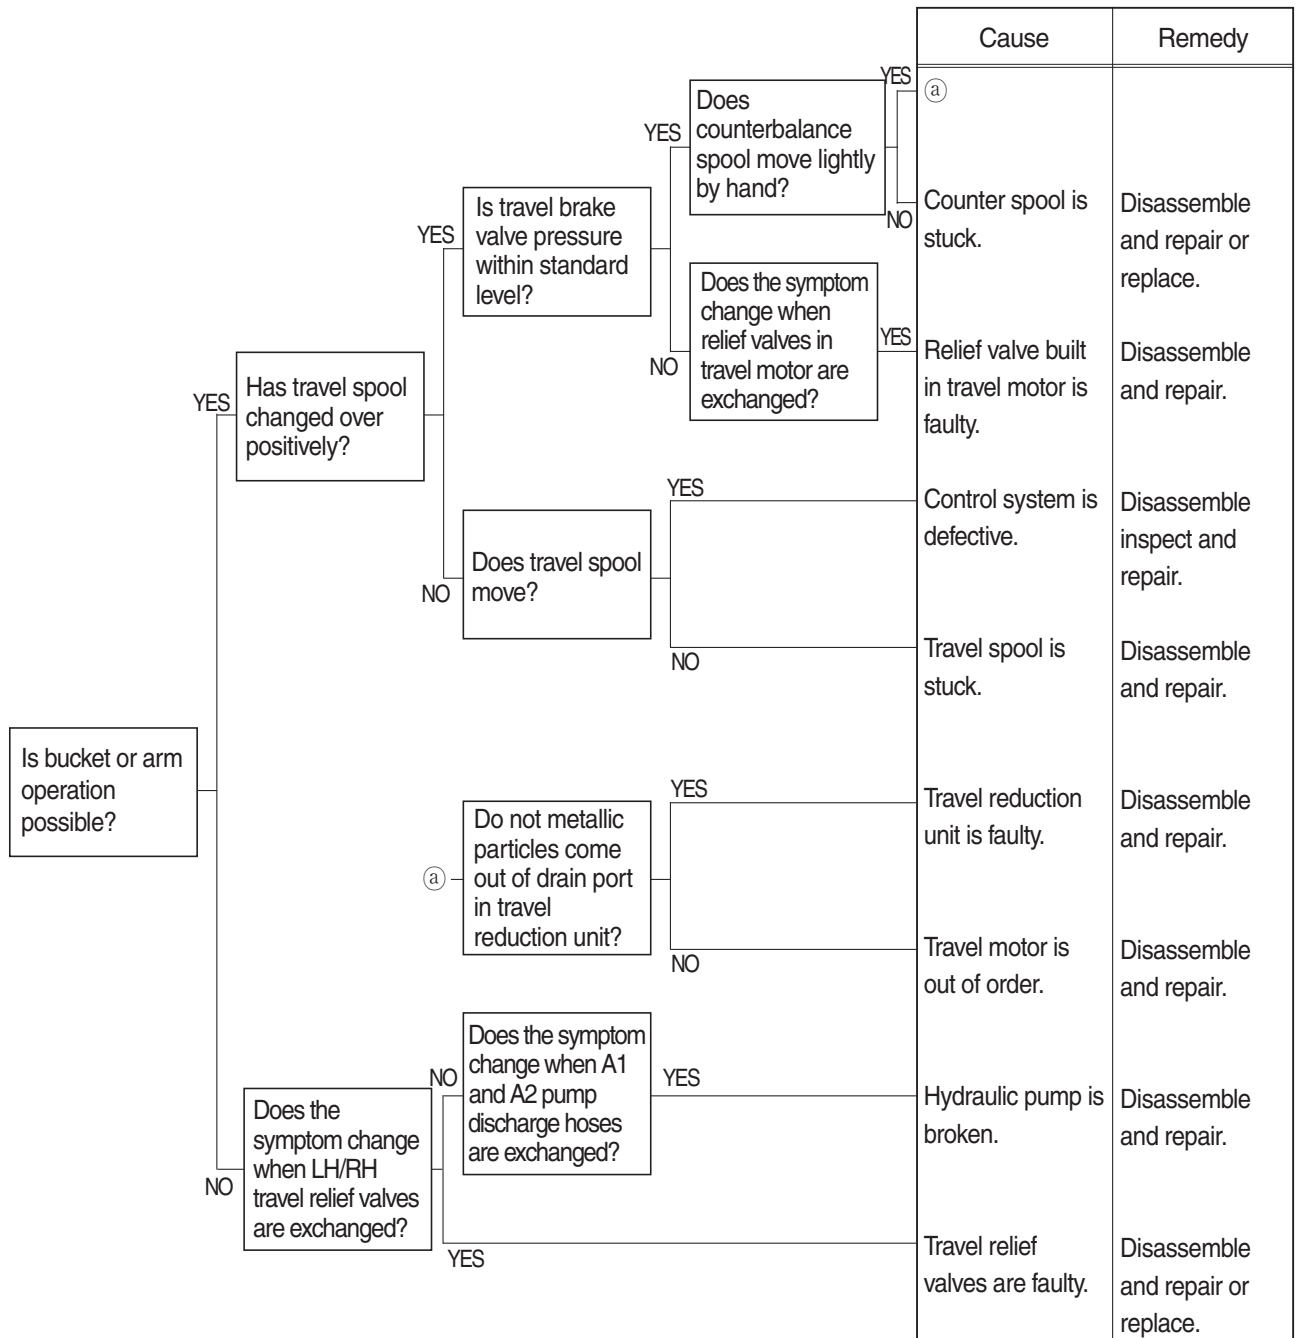 Cause
Remedy
YES
ⓐ
Does
counterbalance
spool move lightly
by hand?
YES
NO
Counter spool is
stuck.
Disassemble
and repair or
replace.
Is travel brake
valve pressure
within standard
level?
YES
Does the symptom
change when
relief valves in
travel motor are
exchanged?
NO
YES
Relief valve built
in travel motor is
faulty.
Disassemble
and repair.
Has travel spool
changed over
positively?
YES
Does travel spool
move?
NO
YES
Control system is
defective.
Disassemble
inspect and
repair.
NO
Travel spool is
stuck.
Disassemble
and repair.
Is bucket or arm
operation
possible?
ⓐ
Do not metallic
particles come
out of drain port
in travel
reduction unit?
YES
Travel reduction
unit is faulty.
Disassemble
and repair.
NO
Travel motor is
out of order.
Disassemble
and repair.
NO
Does the
symptom change
when LH/RH
travel relief valves
are exchanged?
NO
Does the symptom
change when A1
and A2 pump
discharge hoses
are exchanged?
YES
Hydraulic pump is
broken.
Disassemble
and repair.
YES
Travel relief
valves are faulty.
Disassemble
and repair or
replace.